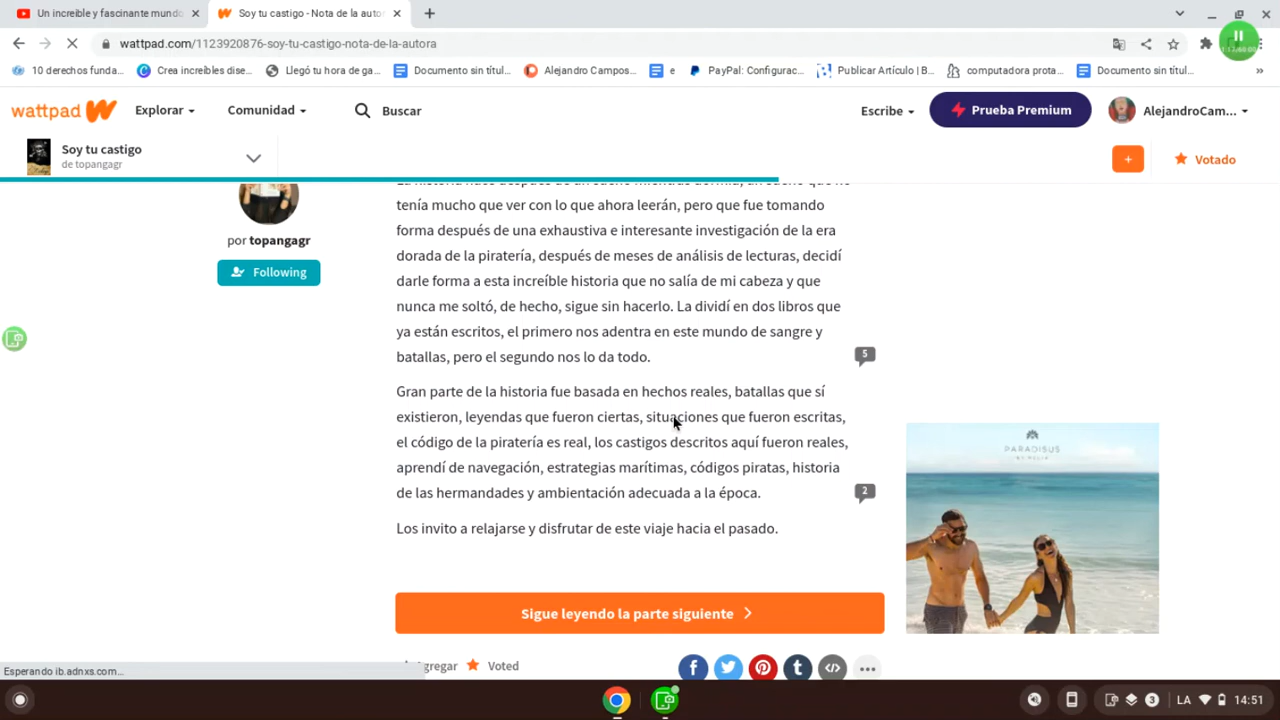 Un increible y fascinante mundo
Soy tu castigo - Nota de la autor
wattpad.com/1123920876-soy-tu-castigo-nota-de-la-autora
10 derechos funda...
Crea increíbles dise...
Llegó tu hora de ga...
Documento sin títul...
Alejandro Campos...
e
PayPal: Configurac...
Publicar Artículo | B...
computadora prota...
Documento sin títul...
»
wattpad
Explorar
Comunidad
Buscar
Escribe
Prueba Premium
AlejandroCam...
Soy tu castigo
de topangagr
+
Votado
por topangagr
Following
tenía mucho que ver con lo que ahora leerán, pero que fue tomando
forma después de una exhaustiva e interesante investigación de la era
dorada de la piratería, después de meses de análisis de lecturas, decidí
darle forma a esta increíble historia que no salía de mi cabeza y que
nunca me soltó, de hecho, sigue sin hacerlo. La dividí en dos libros que
ya están escritos, el primero nos adentra en este mundo de sangre y
batallas, pero el segundo nos lo da todo.
5
Gran parte de la historia fue basada en hechos reales, batallas que sí
existieron, leyendas que fueron ciertas, situaciones que fueron escritas,
el código de la piratería es real, los castigos descritos aquí fueron reales,
aprendí de navegación, estrategias marítimas, códigos piratas, historia
de las hermandades y ambientación adecuada a la época.
2
Los invito a relajarse y disfrutar de este viaje hacia el pasado.
PARADISUS
Sigue leyendo la parte siguiente
gregar
Voted
Esperando ib.adnxs.com...
3
LA
14:51